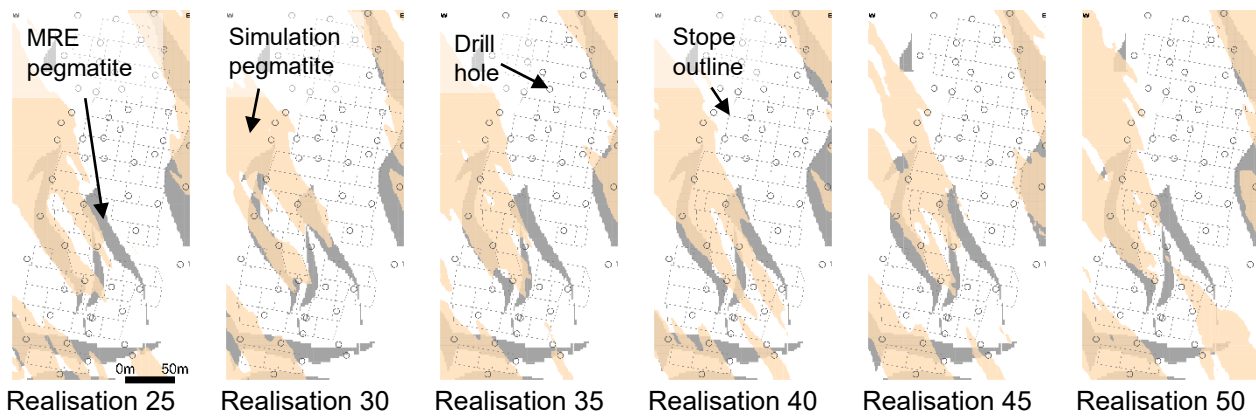 W E W W W W W
MRE
pegmatite
Simulation
pegmatite
Drill
hole
Stope
outline
0m 50m
Realisation 25 Realisation 30 Realisation 35 Realisation 40 Realisation 45 Realisation 50